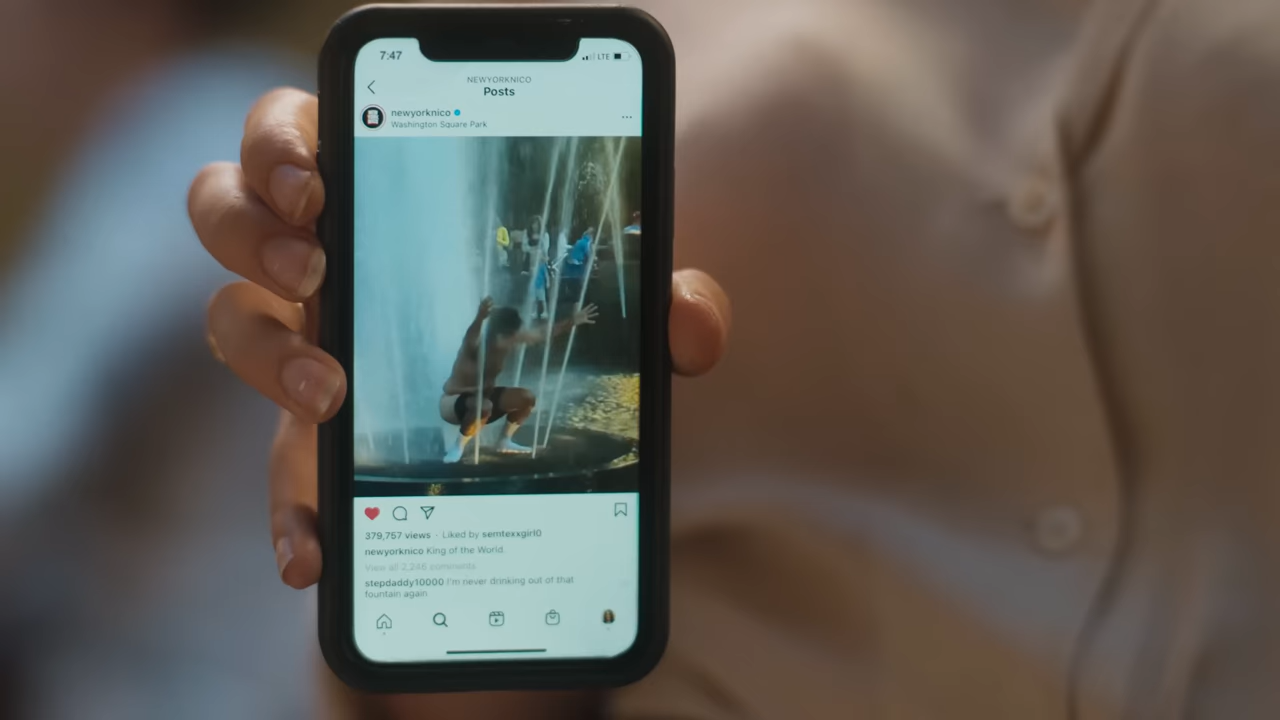 7:47
LTE
NEWYORKNICO
Posts
newyorknico
Washington Square Park
379,757 views · Liked by semtexxgirl0
newyorknico King of the World
View all 2,246 comments
stepdaddy10000 I'm never drinking out of that
fountain again